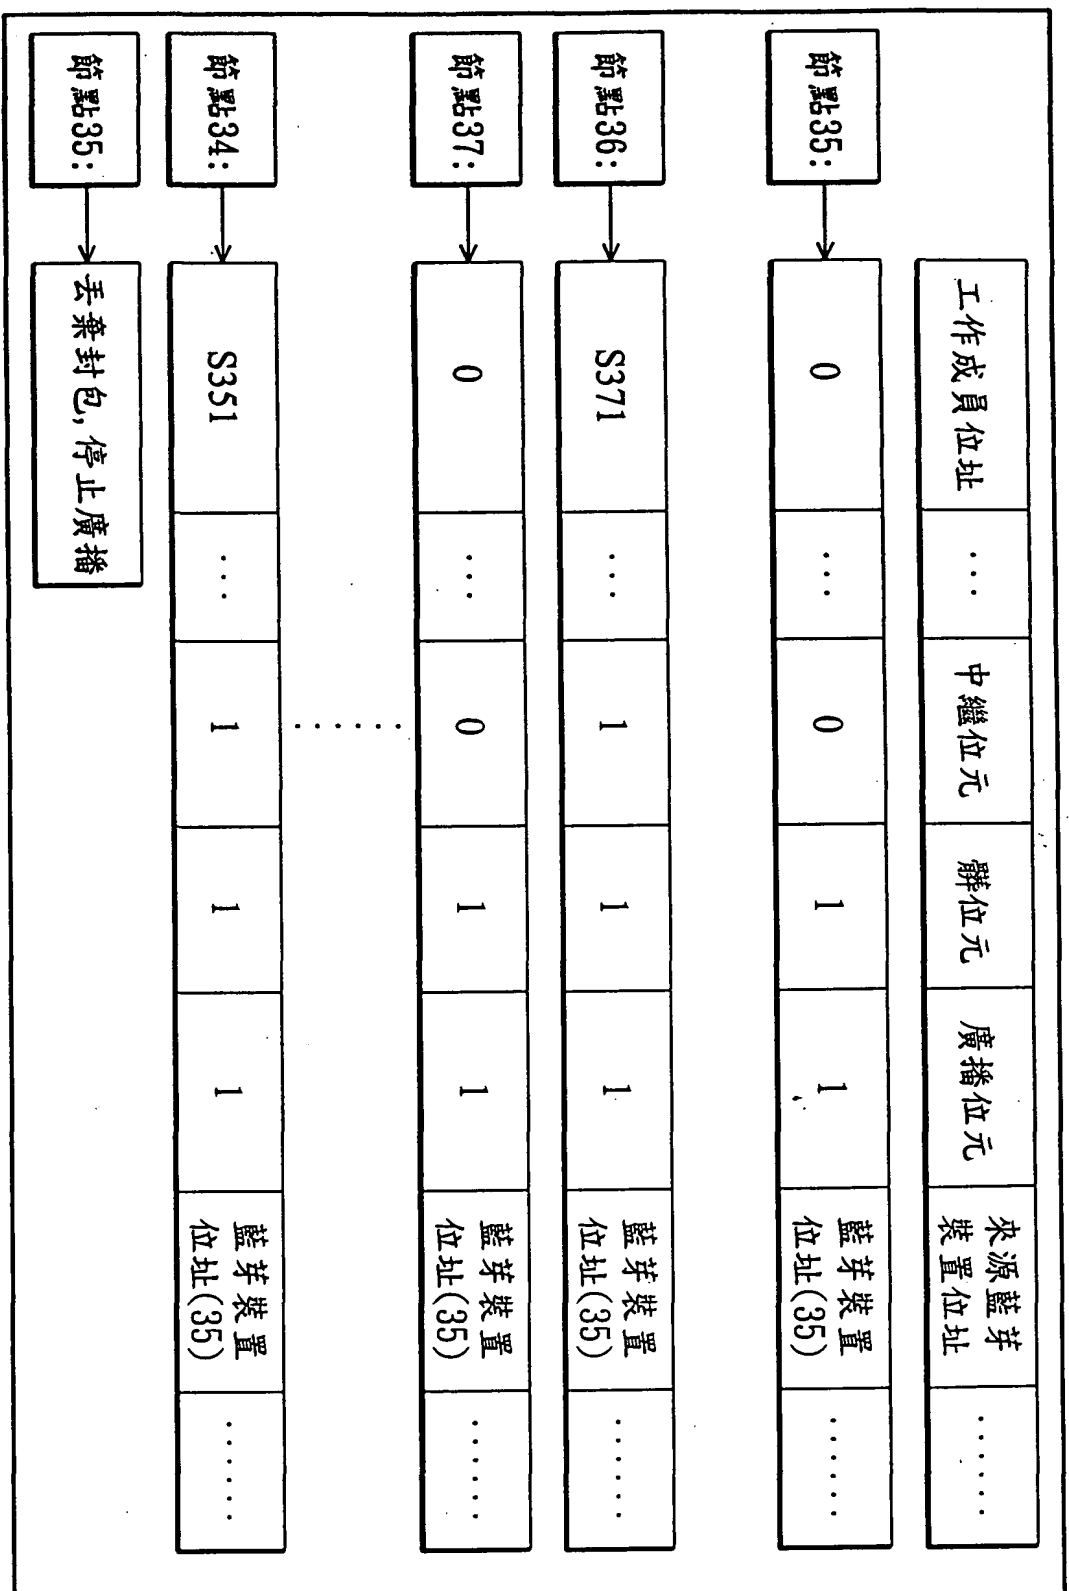 工作成員位址 ... 中繼位元 髒位元 廣播位元 來源藍芽裝置位址 ......
節點35: 0 ... 0 1 1 藍芽裝置位址(35) ......
節點36: S371 ... 1 1 1 藍芽裝置位址(35) ......
節點37: 0 ... 0 1 1 藍芽裝置位址(35) ......
......
節點34: S351 ... 1 1 1 藍芽裝置位址(35) ......
節點35: 丟棄封包,停止廣播